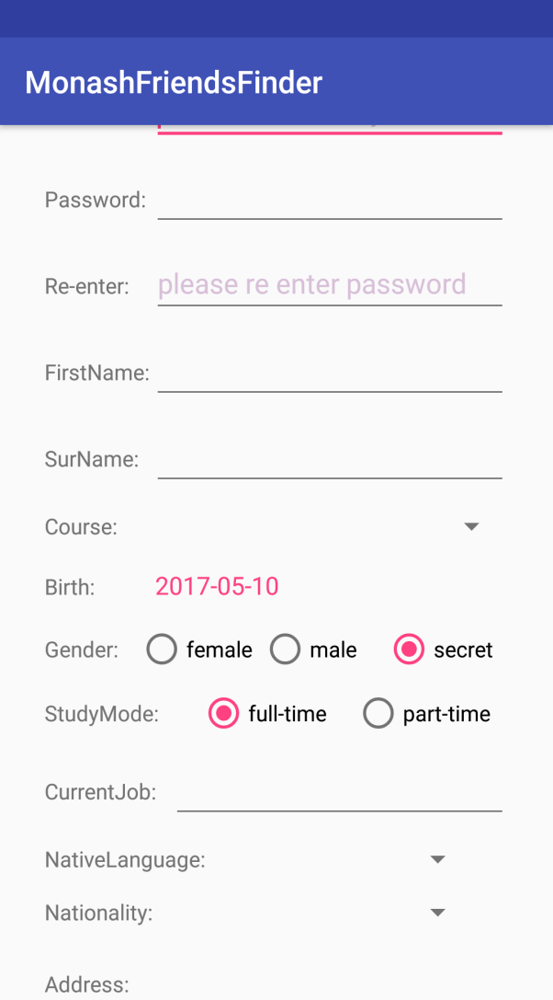 MonashFriendsFinder
Password:
Re-enter: please re enter password
FirstName:
SurName:
Course:
Birth: 2017-05-10
Gender: female male secret
StudyMode: full-time part-time
CurrentJob:
NativeLanguage:
Nationality:
Address: